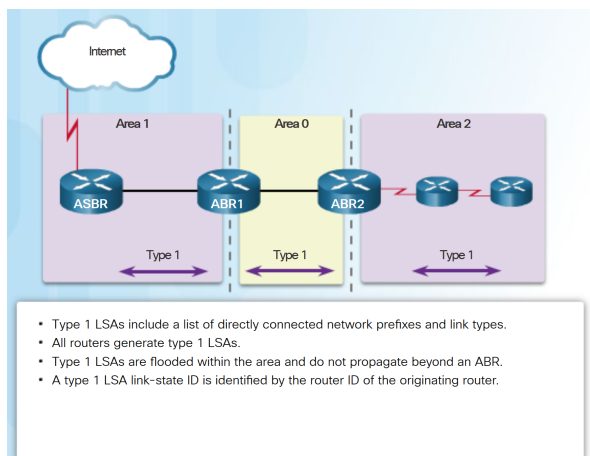 Internet
Area 1
Area 0
Area 2
ASBR
ABR1
ABR2
Type 1
Type 1
Type 1
• Type 1 LSAs include a list of directly connected network prefixes and link types.
• All routers generate type 1 LSAs.
• Type 1 LSAs are flooded within the area and do not propagate beyond an ABR.
• A type 1 LSA link-state ID is identified by the router ID of the originating router.